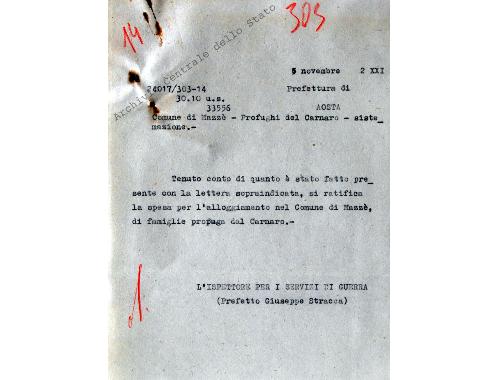 14
303
Archivio Centrale dello Stato
5 novembre 2 XXI
24017/303-14 Prefettura di
30.10 u.s.
33556 AOSTA
Comune di Mazzè - Profughi del Carnaro - siste_
mazione.-
Tenuto conto di quanto è stato fatto pre_
sente con la lettera sopraindicata, si ratifica
la spesa per l'alloggiamento nel Comune di Mazzè,
di famiglie profuga dal Carnaro.-
L'ISPETTORE PER I SERVIZI DI GUERRA
(Prefetto Giuseppe Stracca)